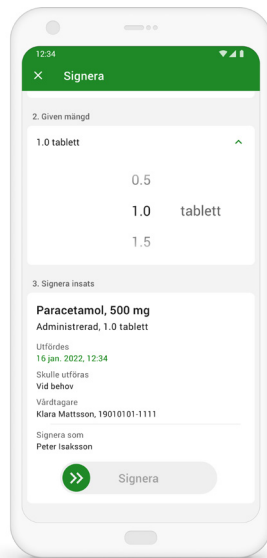 12:34
Signera
2. Given mängd
1.0 tablett
0.5
1.0 tablett
1.5
3. Signera insats
Paracetamol, 500 mg
Administrerad, 1.0 tablett
Utfördes
16 jan. 2022, 12:34
Skulle utföras
Vid behov
Vårdtagare
Klara Mattsson, 19010101-1111
Signera som
Peter Isaksson
Signera